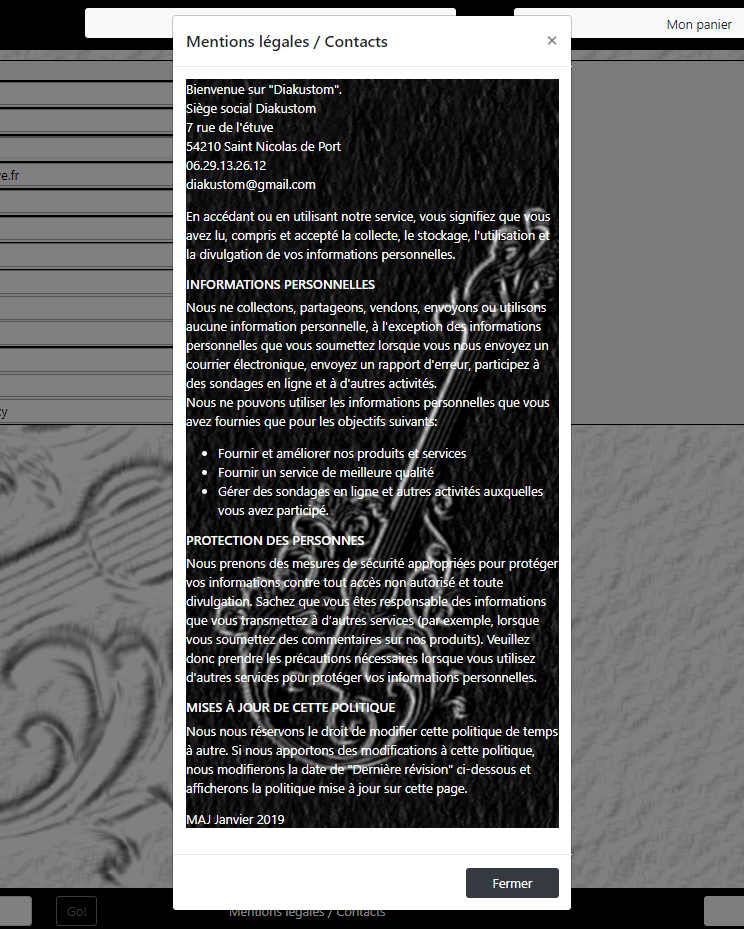 Mon panier
Mentions légales / Contacts
×
Bienvenue sur "Diakustom".
Siège social Diakustom
7 rue de l'étuve
54210 Saint Nicolas de Port
06.29.13.26.12
diakustom@gmail.com
En accédant ou en utilisant notre service, vous signifiez que vous
avez lu, compris et accepté la collecte, le stockage, l'utilisation et
la divulgation de vos informations personnelles.
INFORMATIONS PERSONNELLES
Nous ne collectons, partageons, vendons, envoyons ou utilisons
aucune information personnelle, à l'exception des informations
personnelles que vous soumettez lorsque vous nous envoyez un
courrier électronique, envoyez un rapport d'erreur, participez à
des sondages en ligne et à d'autres activités.
Nous ne pouvons utiliser les informations personnelles que vous
avez fournies que pour les objectifs suivants:
• Fournir et améliorer nos produits et services
• Fournir un service de meilleure qualité
• Gérer des sondages en ligne et autres activités auxquelles
vous avez participé.
PROTECTION DES PERSONNES
Nous prenons des mesures de sécurité appropriées pour protéger
vos informations contre tout accès non autorisé et toute
divulgation. Sachez que vous êtes responsable des informations
que vous transmettez à d'autres services (par exemple, lorsque
vous soumettez des commentaires sur nos produits). Veuillez
donc prendre les précautions nécessaires lorsque vous utilisez
d'autres services pour protéger vos informations personnelles.
MISES À JOUR DE CETTE POLITIQUE
Nous nous réservons le droit de modifier cette politique de temps
à autre. Si nous apportons des modifications à cette politique,
nous modifierons la date de "Dernière révision" ci-dessous et
afficherons la politique mise à jour sur cette page.
MAJ Janvier 2019
Fermer
Go!
Mentions légales / Contacts